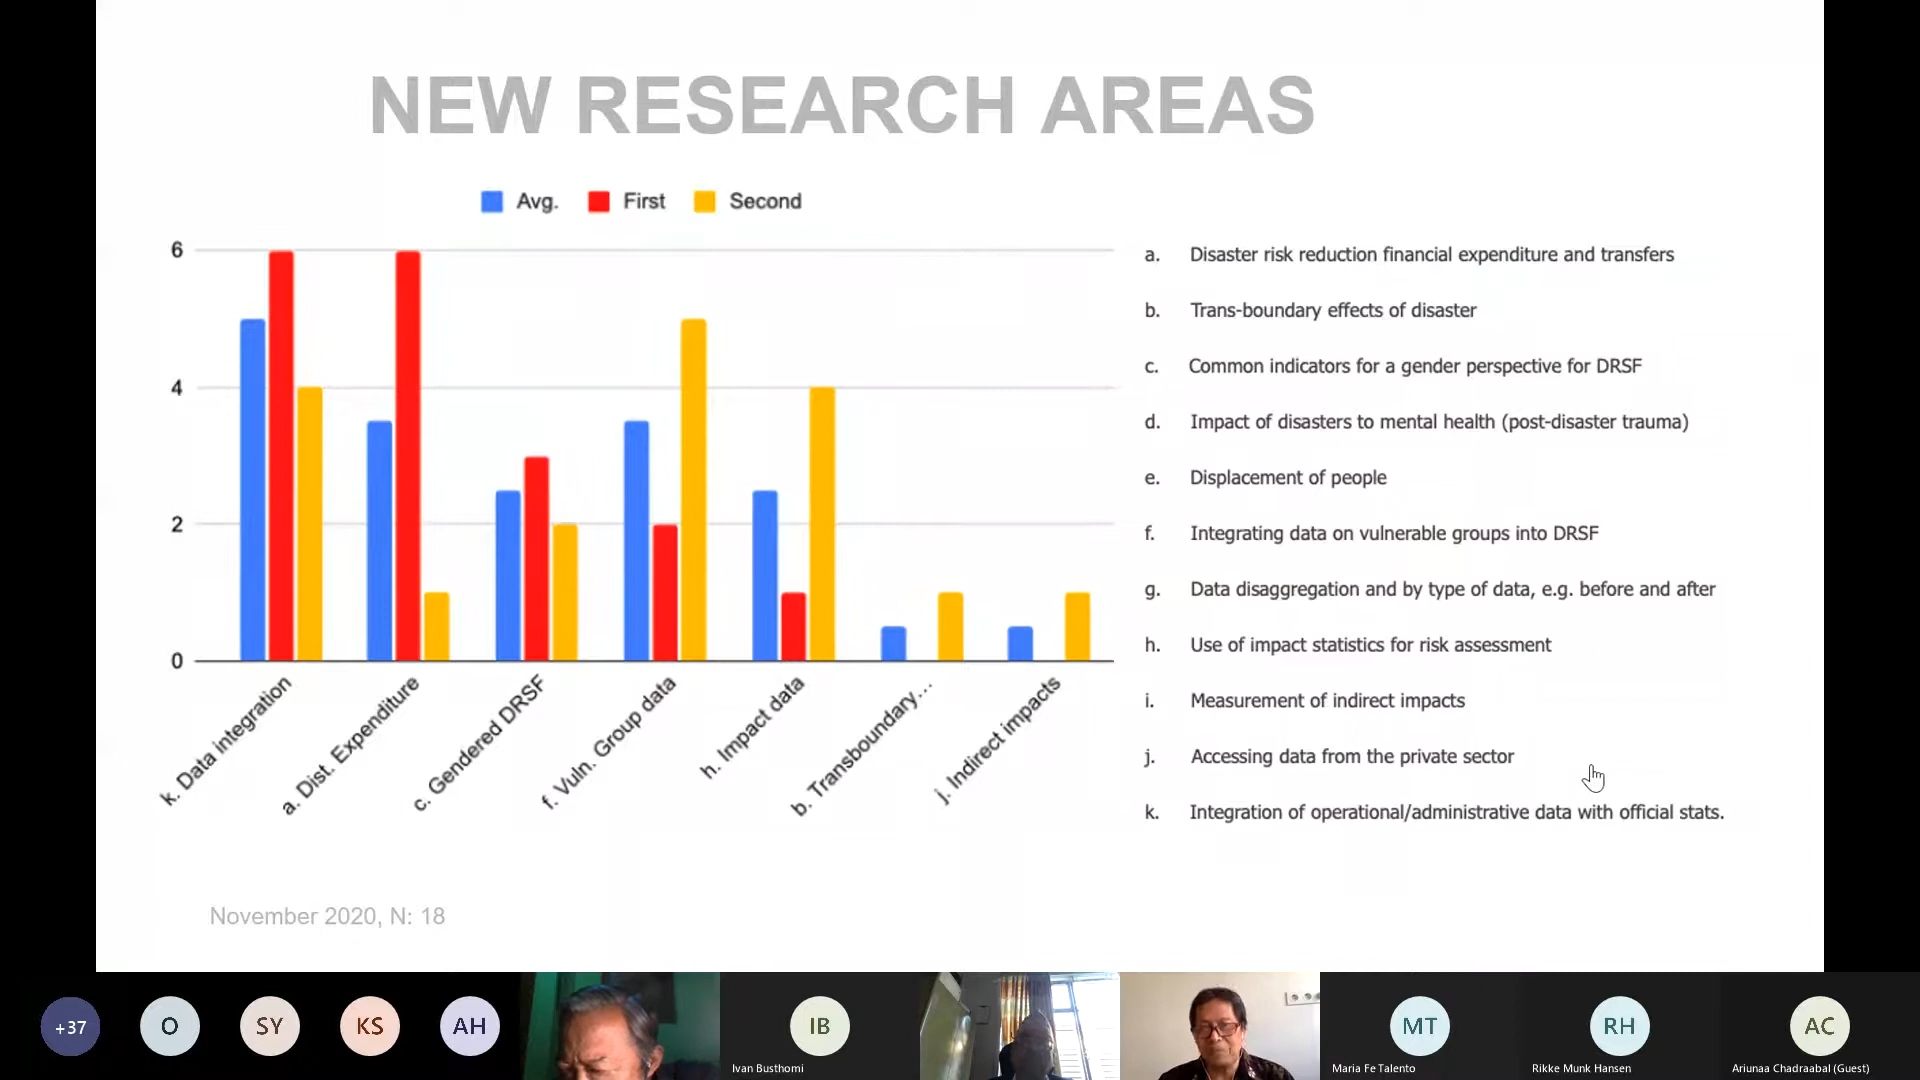 NEW RESEARCH AREAS
Avg. First Second
6
4
2
0
k. Data integration
a. Dist. Expenditure
c. Gendered DRSF
f. Vuln. Group data
h. Impact data
b. Transboundary...
j. Indirect impacts
a. Disaster risk reduction financial expenditure and transfers
b. Trans-boundary effects of disaster
c. Common indicators for a gender perspective for DRSF
d. Impact of disasters to mental health (post-disaster trauma)
e. Displacement of people
f. Integrating data on vulnerable groups into DRSF
g. Data disaggregation and by type of data, e.g. before and after
h. Use of impact statistics for risk assessment
i. Measurement of indirect impacts
j. Accessing data from the private sector
k. Integration of operational/administrative data with official stats.
November 2020, N: 18
+37
O
SY
KS
AH
IB
Ivan Busthomi
MT
Maria Fe Talento
RH
Rikke Munk Hansen
AC
Ariunaa Chadraabal (Guest)